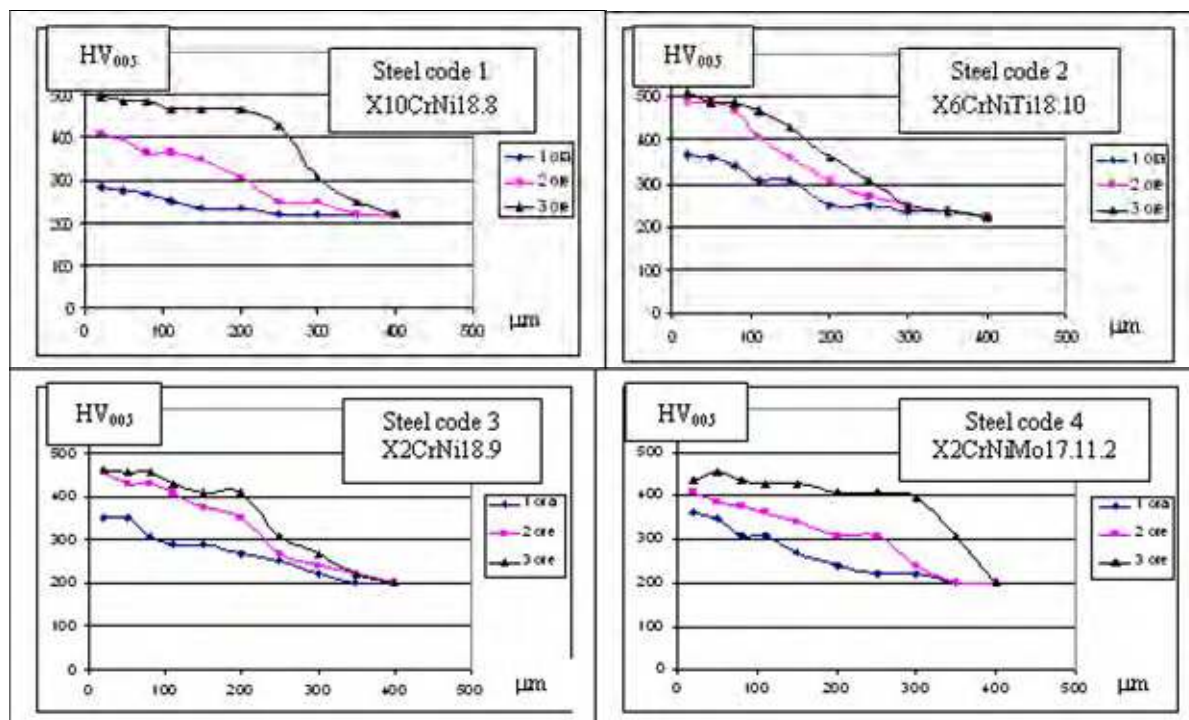 HV005
Steel code 1
X10CrNi18.8
500
400
300
200
100
0
0 100 200 300 400 500
μm
1 ora
2 ore
3 ore
HV005
Steel code 2
X6CrNiTi18.10
500
400
300
200
100
0
0 100 200 300 400 500
μm
1 ora
2 ore
3 ore
HV005
Steel code 3
X2CrNi18.9
500
400
300
200
100
0
0 100 200 300 400 500
μm
1 ora
2 ore
3 ore
HV005
Steel code 4
X2CrNiMo17.11.2
500
400
300
200
100
0
0 100 200 300 400 500
μm
1 ora
2 ore
3 ore